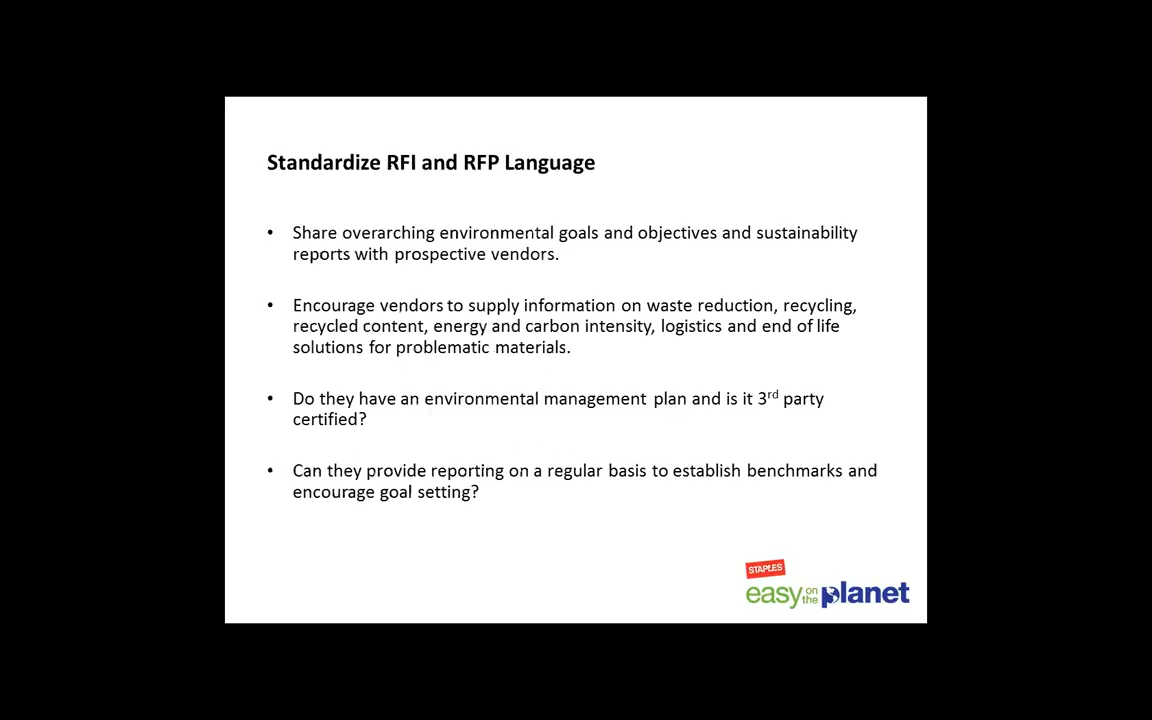 Standardize RFI and RFP Language
• Share overarching environmental goals and objectives and sustainability
reports with prospective vendors.
• Encourage vendors to supply information on waste reduction, recycling,
recycled content, energy and carbon intensity, logistics and end of life
solutions for problematic materials.
• Do they have an environmental management plan and is it 3rd party
certified?
• Can they provide reporting on a regular basis to establish benchmarks and
encourage goal setting?
STAPLES
easy on the planet